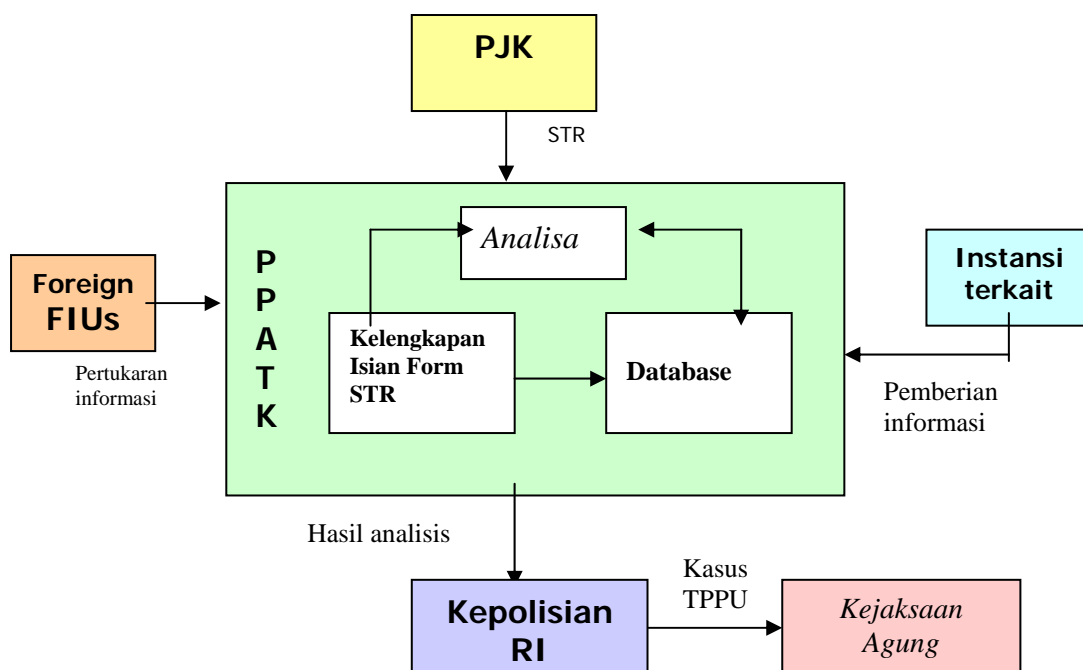 PJK
STR
P
P
A
T
K
Analisa
Kelengkapan
Isian Form
STR
Database
Foreign
FIUs
Pertukaran
informasi
Instansi
terkait
Pemberian
informasi
Hasil analisis
Kepolisian
RI
Kasus
TPPU
Kejaksaan
Agung